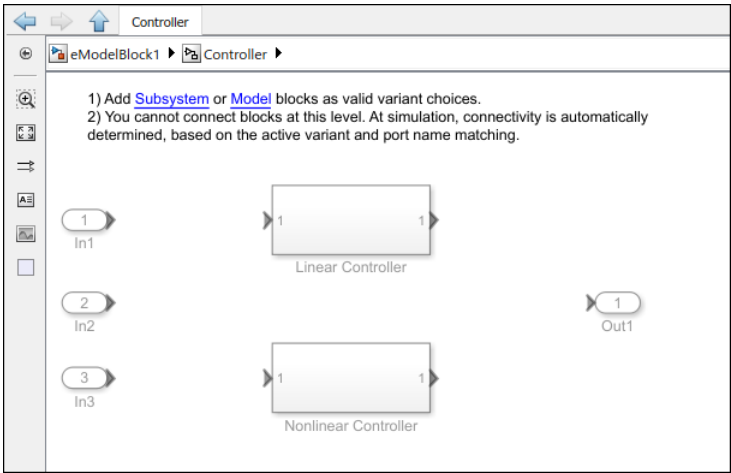 Controller
eModelBlock1 Controller
1) Add Subsystem or Model blocks as valid variant choices.
2) You cannot connect blocks at this level. At simulation, connectivity is automatically
determined, based on the active variant and port name matching.
1
In1
1 1
Linear Controller
2
In2
1
Out1
3
In3
1 1
Nonlinear Controller